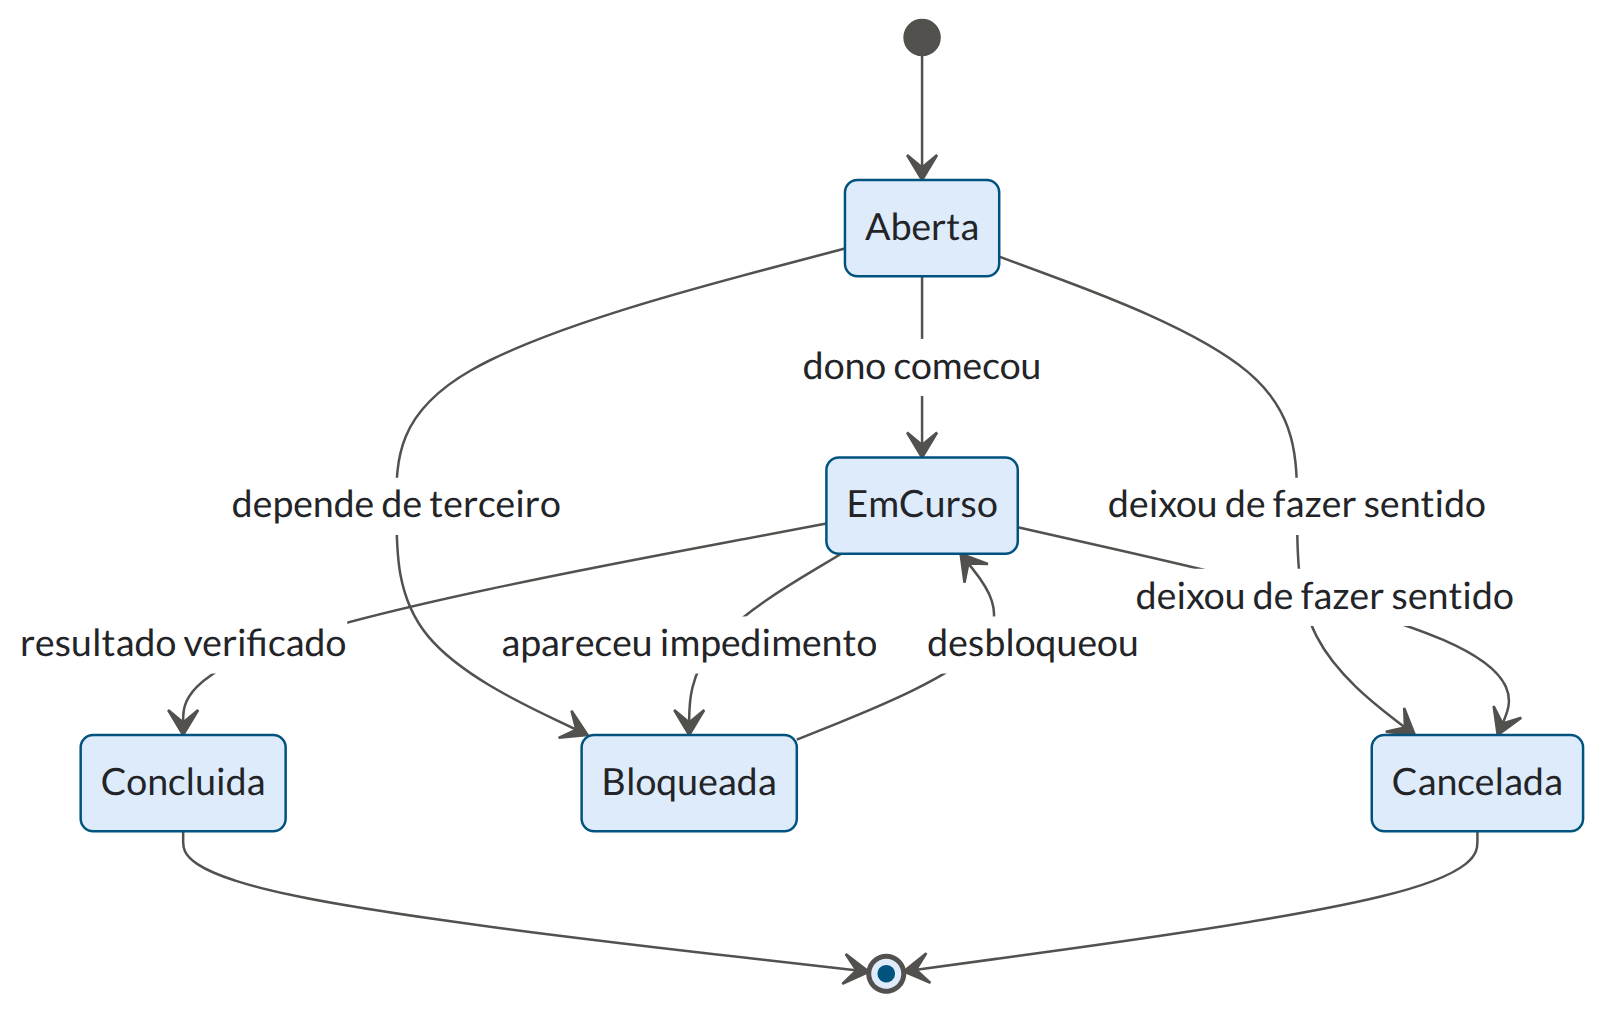 Aberta
dono comecou
depende de terceiro
EmCurso
deixou de fazer sentido
deixou de fazer sentido
resultado verificado
apareceu impedimento
desbloqueou
Concluida
Bloqueada
Cancelada